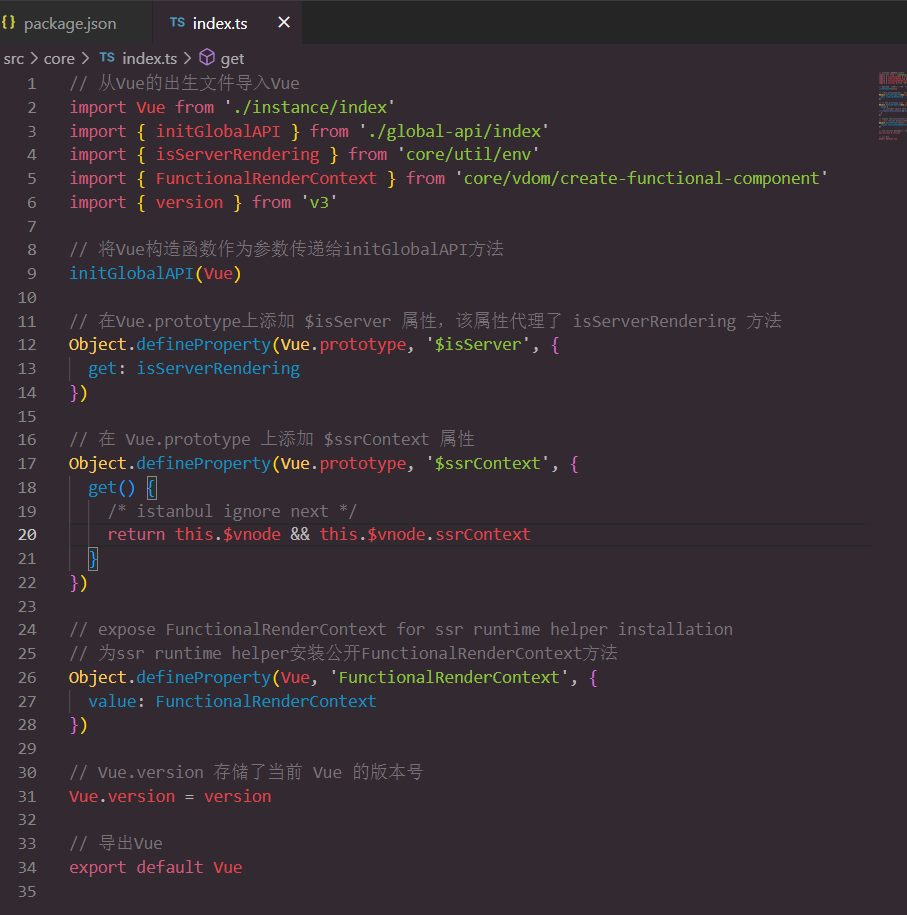 {} package.json
TS index.ts ×
src > core > TS index.ts > get
1 // 从Vue的出生文件导入Vue
2 import Vue from './instance/index'
3 import { initGlobalAPI } from './global-api/index'
4 import { isServerRendering } from 'core/util/env'
5 import { FunctionalRenderContext } from 'core/vdom/create-functional-component'
6 import { version } from 'v3'
7
8 // 将Vue构造函数作为参数传递给initGlobalAPI方法
9 initGlobalAPI(Vue)
10
11 // 在Vue.prototype上添加 $isServer 属性，该属性代理了 isServerRendering 方法
12 Object.defineProperty(Vue.prototype, '$isServer', {
13   get: isServerRendering
14 })
15
16 // 在 Vue.prototype 上添加 $ssrContext 属性
17 Object.defineProperty(Vue.prototype, '$ssrContext', {
18   get() {
19     /* istanbul ignore next */
20     return this.$vnode && this.$vnode.ssrContext
21   }
22 })
23
24 // expose FunctionalRenderContext for ssr runtime helper installation
25 // 为ssr runtime helper安装公开FunctionalRenderContext方法
26 Object.defineProperty(Vue, 'FunctionalRenderContext', {
27   value: FunctionalRenderContext
28 })
29
30 // Vue.version 存储了当前 Vue 的版本号
31 Vue.version = version
32
33 // 导出Vue
34 export default Vue
35